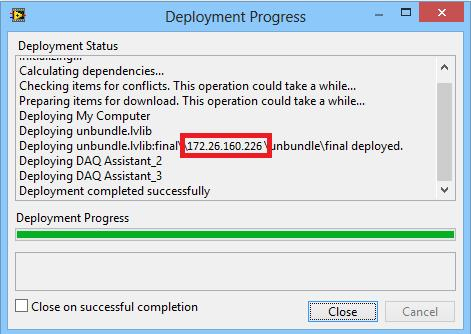 Deployment Progress
Deployment Status
Initializing...
Calculating dependencies...
Checking items for conflicts. This operation could take a while...
Preparing items for download. This operation could take a while...
Deploying My Computer
Deploying unbundle.lvlib
Deploying unbundle.lvlib:final\\172.26.160.226\unbundle\final deployed.
Deploying DAQ Assistant_2
Deploying DAQ Assistant_3
Deployment completed successfully
Deployment Progress
Close on successful completion
Close
Cancel